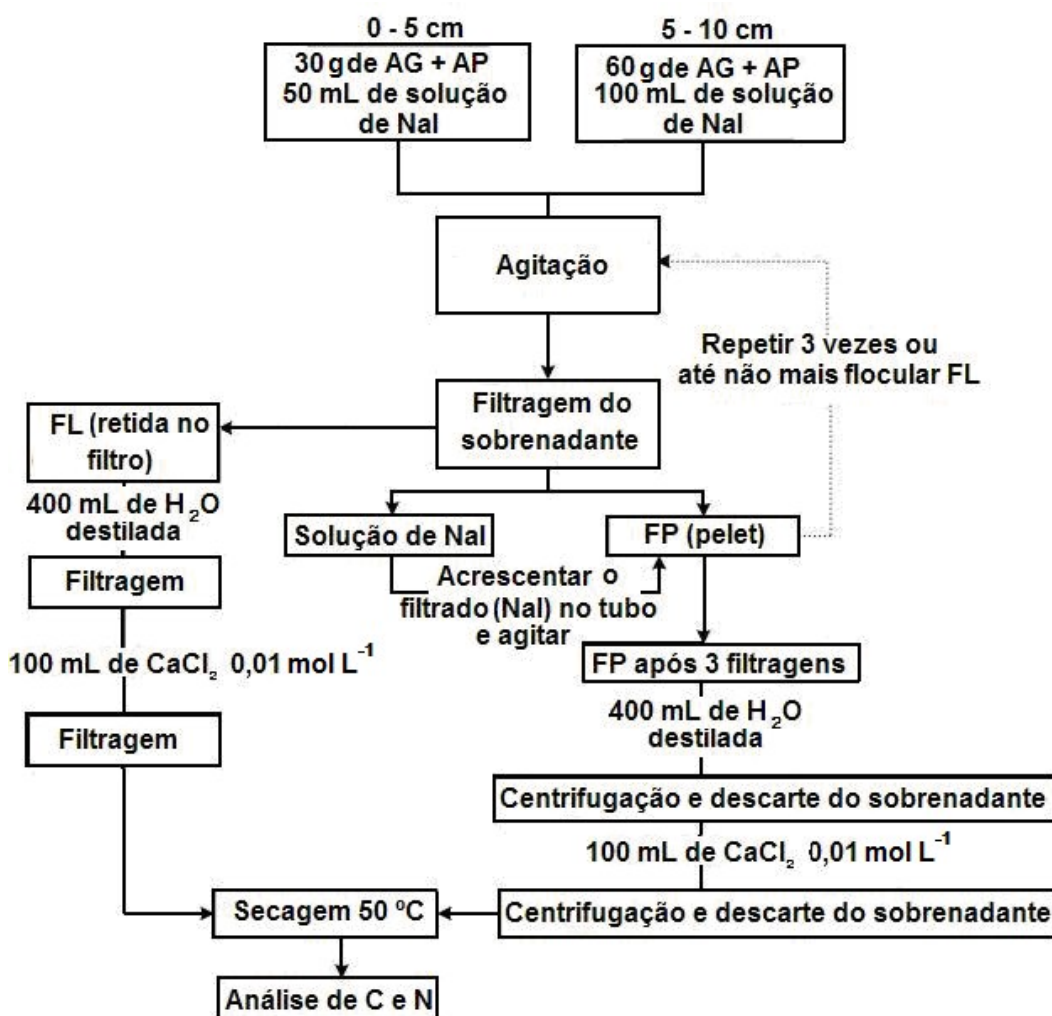 0 - 5 cm
30 g de AG + AP
50 mL de solução
de NaI
5 - 10 cm
60 g de AG + AP
100 mL de solução
de NaI
Agitação
Repetir 3 vezes ou
até não mais flocular FL
Filtragem do
sobrenadante
FL (retida no
filtro)
400 mL de H₂O
destilada
Solução de NaI
FP (pelet)
Filtragem
Acrescentar o
filtrado (NaI) no tubo
e agitar
100 mL de CaCl₂ 0,01 mol L⁻¹
FP após 3 filtragens
Filtragem
400 mL de H₂O
destilada
Centrifugação e descarte do sobrenadante
100 mL de CaCl₂ 0,01 mol L⁻¹
Secagem 50 ºC
Centrifugação e descarte do sobrenadante
Análise de C e N